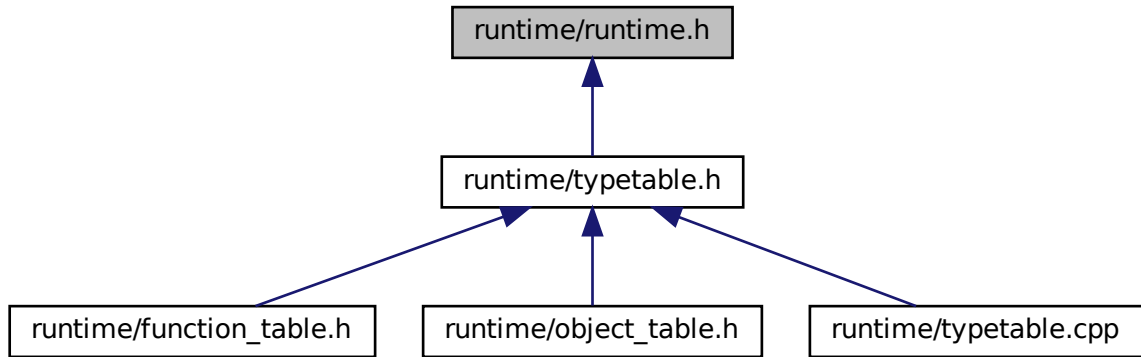 runtime/runtime.h
runtime/typetable.h
runtime/function_table.h
runtime/object_table.h
runtime/typetable.cpp